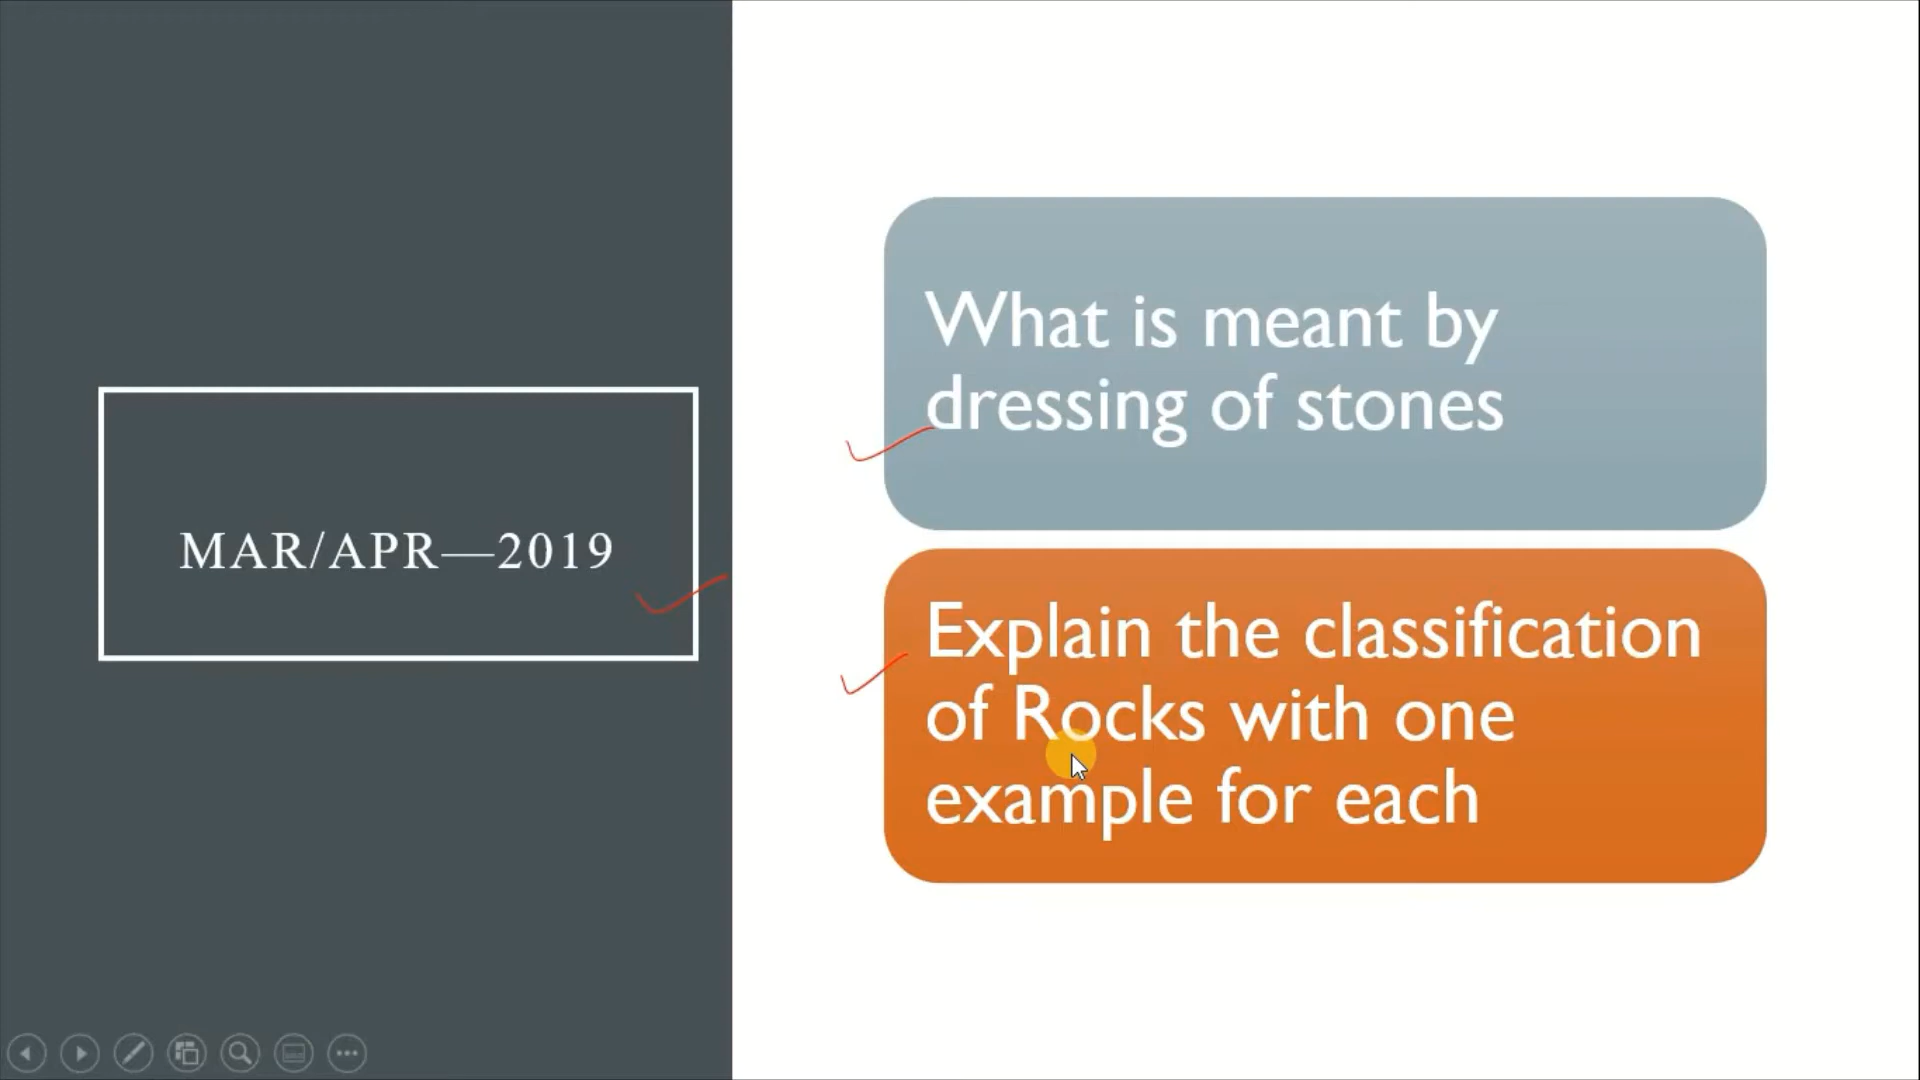 MAR/APR—2019
What is meant by
dressing of stones
Explain the classification
of Rocks with one
example for each